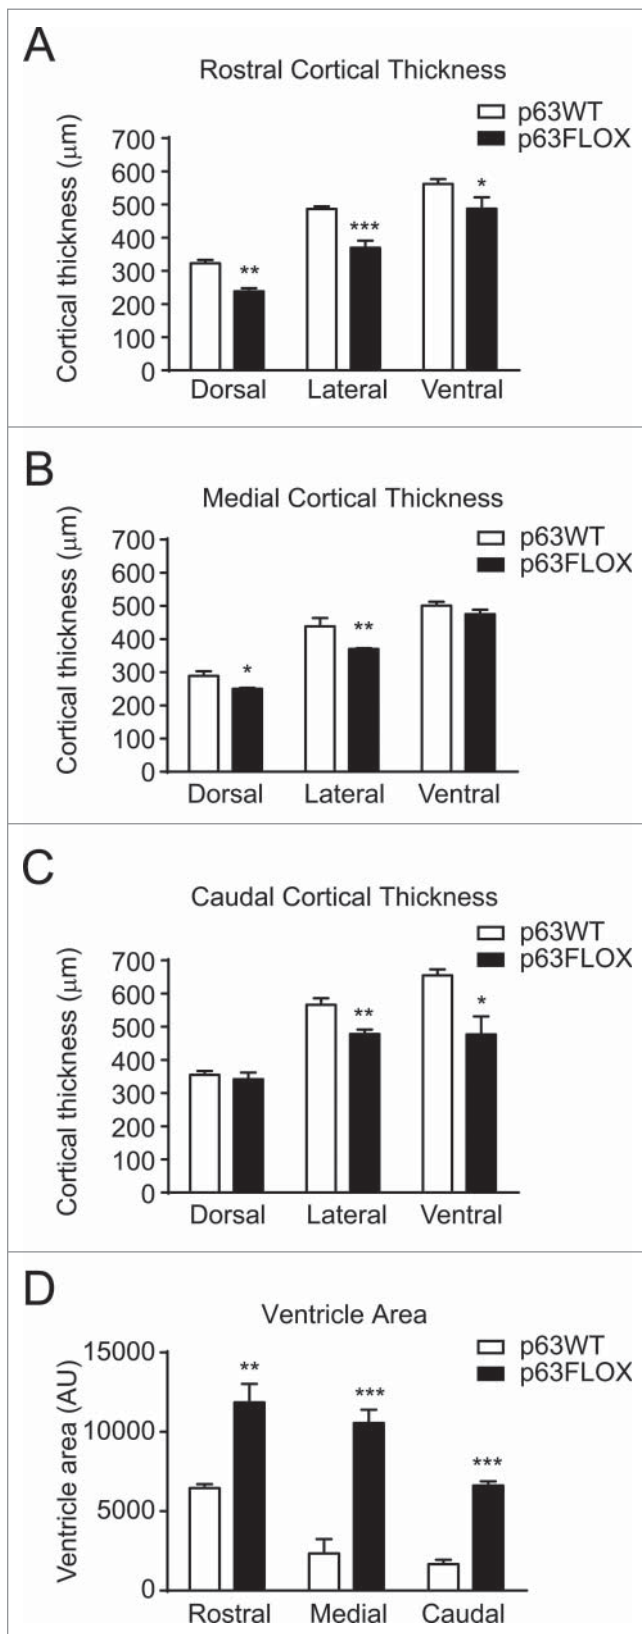 A
Rostral Cortical Thickness
p63WT
p63FLOX
Cortical thickness (μm)
700
600
500
400
300
200
100
0
**
***
*
Dorsal Lateral Ventral
B
Medial Cortical Thickness
p63WT
p63FLOX
Cortical thickness (μm)
700
600
500
400
300
200
100
0
*
**
Dorsal Lateral Ventral
C
Caudal Cortical Thickness
p63WT
p63FLOX
Cortical thickness (μm)
700
600
500
400
300
200
100
0
**
*
Dorsal Lateral Ventral
D
Ventricle Area
p63WT
p63FLOX
Ventricle area (AU)
15000
10000
5000
0
**
***
***
Rostral Medial Caudal